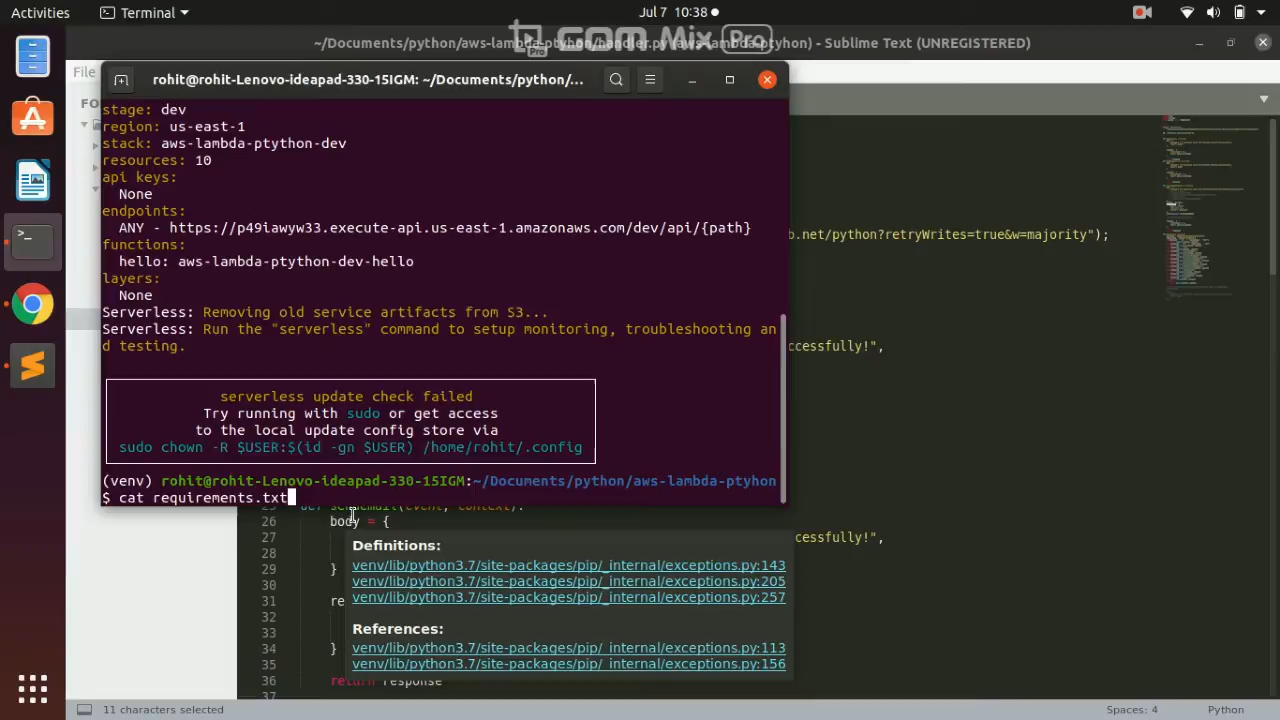 Activities
Terminal
Jul 7 10:38
GOM Mix Pro
Pro
~/Documents/python/aws-lambda-ptyhon/handler.py (aws-lambda-ptyhon) - Sublime Text (UNREGISTERED)
File
rohit@rohit-Lenovo-ideapad-330-15IGM: ~/Documents/python/...
FO
stage: dev
region: us-east-1
stack: aws-lambda-ptython-dev
resources: 10
api keys:
None
endpoints:
ANY - https://p49iawyw33.execute-api.us-east-1.amazonaws.com/dev/api/{path}
b.net/python?retryWrites=true&w=majority");
functions:
hello: aws-lambda-ptython-dev-hello
layers:
None
Serverless: Removing old service artifacts from S3...
Serverless: Run the "serverless" command to setup monitoring, troubleshooting an
d testing.
ccessfully!",
serverless update check failed
Try running with sudo or get access
to the local update config store via
sudo chown -R $USER:$(id -gn $USER) /home/rohit/.config
(venv) rohit@rohit-Lenovo-ideapad-330-15IGM:~/Documents/python/aws-lambda-ptyhon
$ cat requirements.txt
26 body = {
27 ccessfully!",
28
29 }
30
31 re
32
33
34 }
35
36 return response
37
Definitions:
venv/lib/python3.7/site-packages/pip/_internal/exceptions.py:143
venv/lib/python3.7/site-packages/pip/_internal/exceptions.py:205
venv/lib/python3.7/site-packages/pip/_internal/exceptions.py:257
References:
venv/lib/python3.7/site-packages/pip/_internal/exceptions.py:113
venv/lib/python3.7/site-packages/pip/_internal/exceptions.py:156
11 characters selected
Spaces: 4
Python